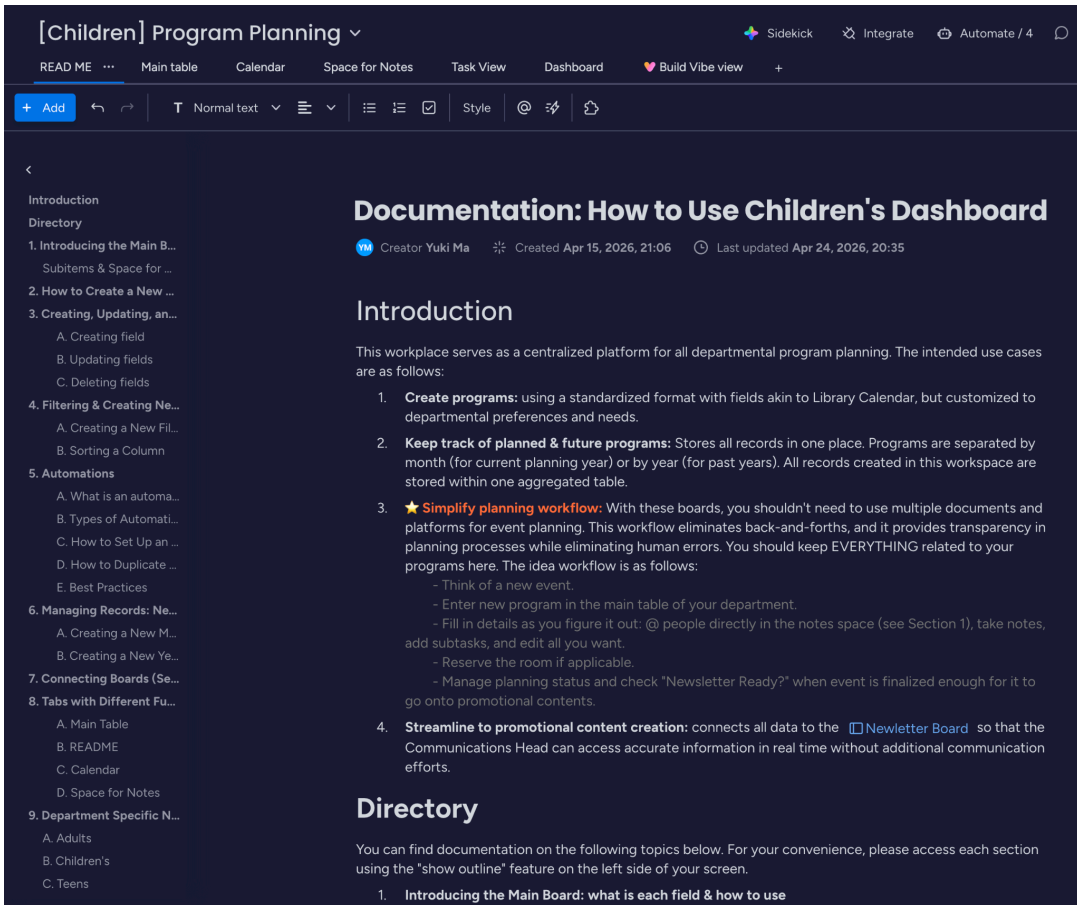 [Children] Program Planning
Sidekick
Integrate
Automate / 4
READ ME
Main table
Calendar
Space for Notes
Task View
Dashboard
Build Vibe view
+
+ Add
T Normal text
Style
@
Introduction
Directory
1. Introducing the Main B...
Subitems & Space for ...
2. How to Create a New ...
3. Creating, Updating, an...
A. Creating field
B. Updating fields
C. Deleting fields
4. Filtering & Creating Ne...
A. Creating a New Fil...
B. Sorting a Column
5. Automations
A. What is an automa...
B. Types of Automati...
C. How to Set Up an ...
D. How to Duplicate ...
E. Best Practices
6. Managing Records: Ne...
A. Creating a New M...
B. Creating a New Ye...
7. Connecting Boards (Se...
8. Tabs with Different Fu...
A. Main Table
B. README
C. Calendar
D. Space for Notes
9. Department Specific N...
A. Adults
B. Children's
C. Teens
Documentation: How to Use Children's Dashboard
YM Creator Yuki Ma Created Apr 15, 2026, 21:06 Last updated Apr 24, 2026, 20:35
Introduction
This workplace serves as a centralized platform for all departmental program planning. The intended use cases
are as follows:
1. Create programs: using a standardized format with fields akin to Library Calendar, but customized to
departmental preferences and needs.
2. Keep track of planned & future programs: Stores all records in one place. Programs are separated by
month (for current planning year) or by year (for past years). All records created in this workspace are
stored within one aggregated table.
3. ⭐ Simplify planning workflow: With these boards, you shouldn't need to use multiple documents and
platforms for event planning. This workflow eliminates back-and-forths, and it provides transparency in
planning processes while eliminating human errors. You should keep EVERYTHING related to your
programs here. The idea workflow is as follows:
- Think of a new event.
- Enter new program in the main table of your department.
- Fill in details as you figure it out: @ people directly in the notes space (see Section 1), take notes,
add subtasks, and edit all you want.
- Reserve the room if applicable.
- Manage planning status and check "Newsletter Ready?" when event is finalized enough for it to
go onto promotional contents.
4. Streamline to promotional content creation: connects all data to the Newletter Board so that the
Communications Head can access accurate information in real time without additional communication
efforts.
Directory
You can find documentation on the following topics below. For your convenience, please access each section
using the "show outline" feature on the left side of your screen.
1. Introducing the Main Board: what is each field & how to use